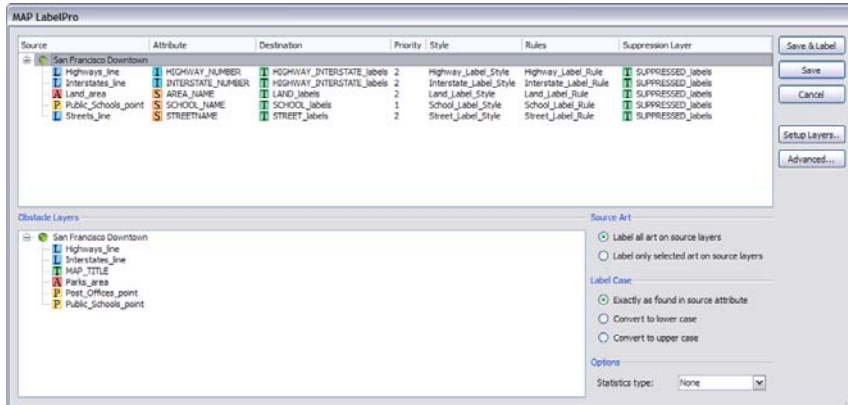 MAP LabelPro
Source Attribute Destination Priority Style Rules Suppression Layer
San Francisco Downtown
L Highways_line I HIGHWAY_NUMBER T HIGHWAY_INTERSTATE_labels 2 Highway_Label_Style Highway_Label_Rule T SUPPRESSED_labels
L Interstates_line I INTERSTATE_NUMBER T HIGHWAY_INTERSTATE_labels 2 Interstate_Label_Style Interstate_Label_Rule T SUPPRESSED_labels
A Land_area S AREA_NAME T LAND_labels 2 Land_Label_Style Land_Label_Rule T SUPPRESSED_labels
P Public_Schools_point S SCHOOL_NAME T SCHOOL_labels 1 School_Label_Style School_Label_Rule T SUPPRESSED_labels
L Streets_line S STREETNAME T STREET_labels 2 Street_Label_Style Street_Label_Rule T SUPPRESSED_labels
Save & Label
Save
Cancel
Setup Layers..
Advanced...
Obstacle Layers
San Francisco Downtown
L Highways_line
L Interstates_line
T MAP_TITLE
A Parks_area
P Post_Offices_point
P Public_Schools_point
Source Art
Label all art on source layers
Label only selected art on source layers
Label Case
Exactly as found in source attribute
Convert to lower case
Convert to upper case
Options
Statistics type: None